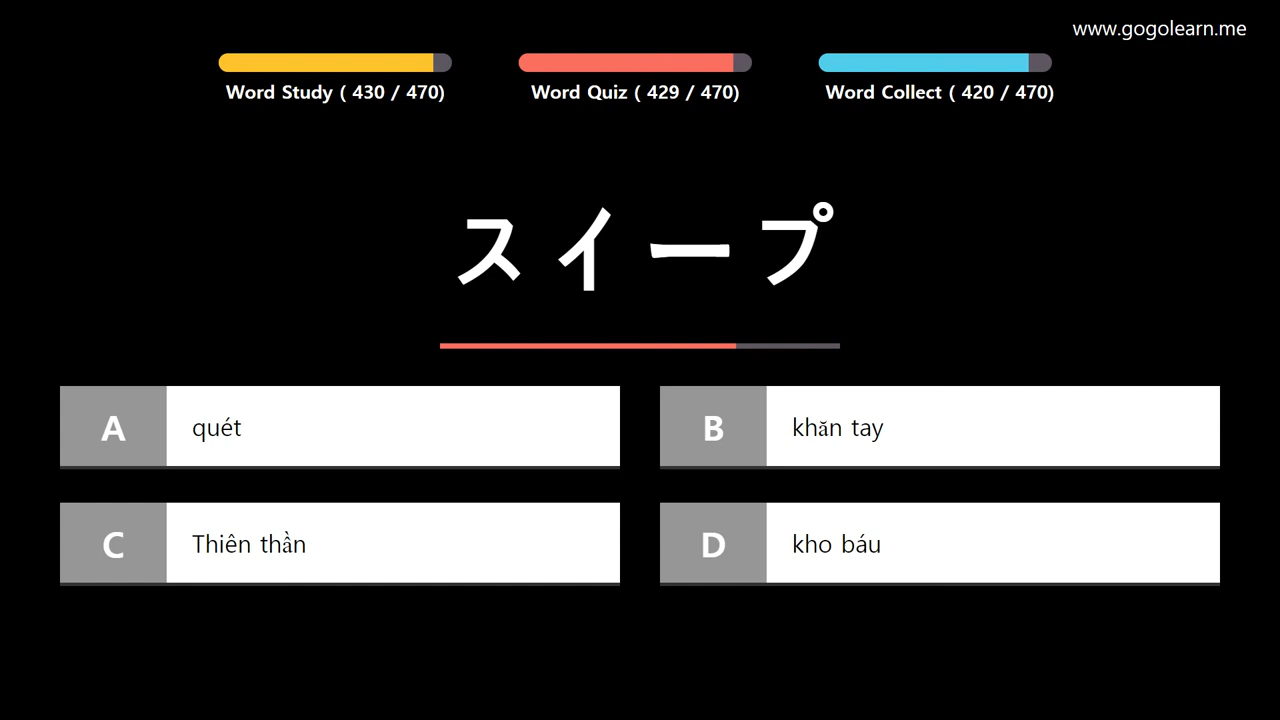 www.gogolearn.me
Word Study ( 430 / 470)
Word Quiz ( 429 / 470)
Word Collect ( 420 / 470)
スイープ
A quét
B khăn tay
C Thiên thần
D kho báu